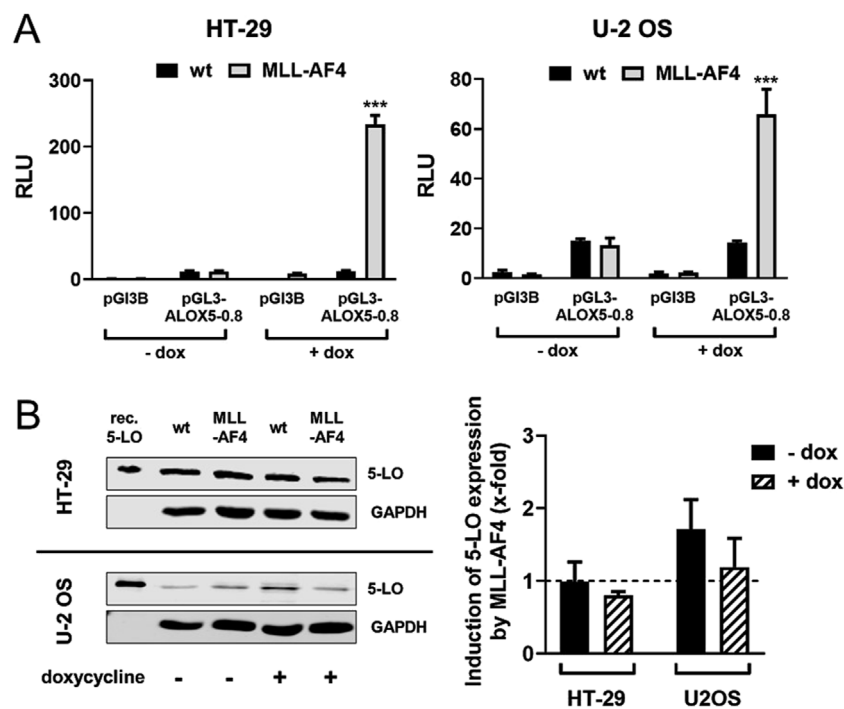 A
HT-29
U-2 OS
wt MLL-AF4
wt MLL-AF4
RLU
300
200
100
0
***
pGl3B
pGL3-
ALOX5-0.8
pGl3B
pGL3-
ALOX5-0.8
- dox
+ dox
RLU
80
60
40
20
0
***
pGl3B
pGL3-
ALOX5-0.8
pGl3B
pGL3-
ALOX5-0.8
- dox
+ dox
B
rec.
5-LO
wt
MLL
-AF4
wt
MLL
-AF4
HT-29
5-LO
GAPDH
U-2 OS
5-LO
GAPDH
doxycycline - - + +
Induction of 5-LO expression
by MLL-AF4 (x-fold)
3
2
1
0
- dox
+ dox
HT-29
U2OS